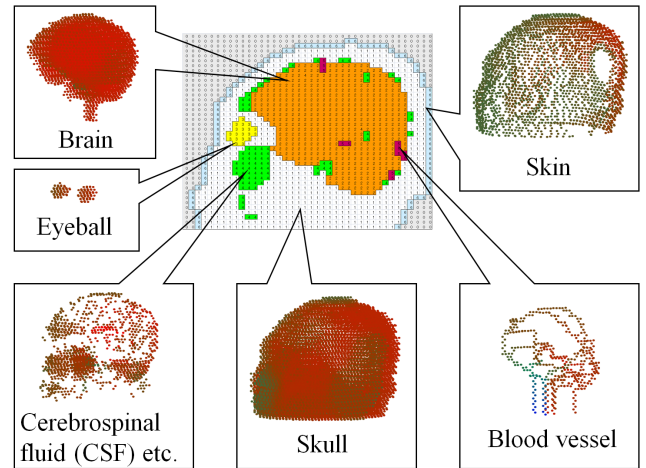 Brain
Skin
Eyeball
Cerebrospinal
fluid (CSF) etc.
Skull
Blood vessel